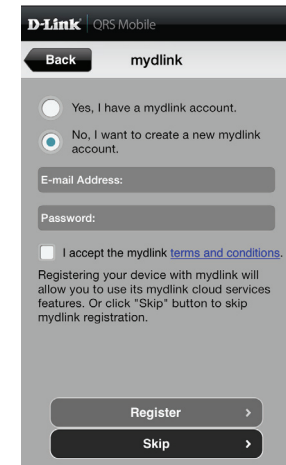 D-Link QRS Mobile
Back mydlink
Yes, I have a mydlink account.
No, I want to create a new mydlink
account.
E-mail Address:
Password:
I accept the mydlink terms and conditions.
Registering your device with mydlink will
allow you to use its mydlink cloud services
features. Or click "Skip" button to skip
mydlink registration.
Register >
Skip >